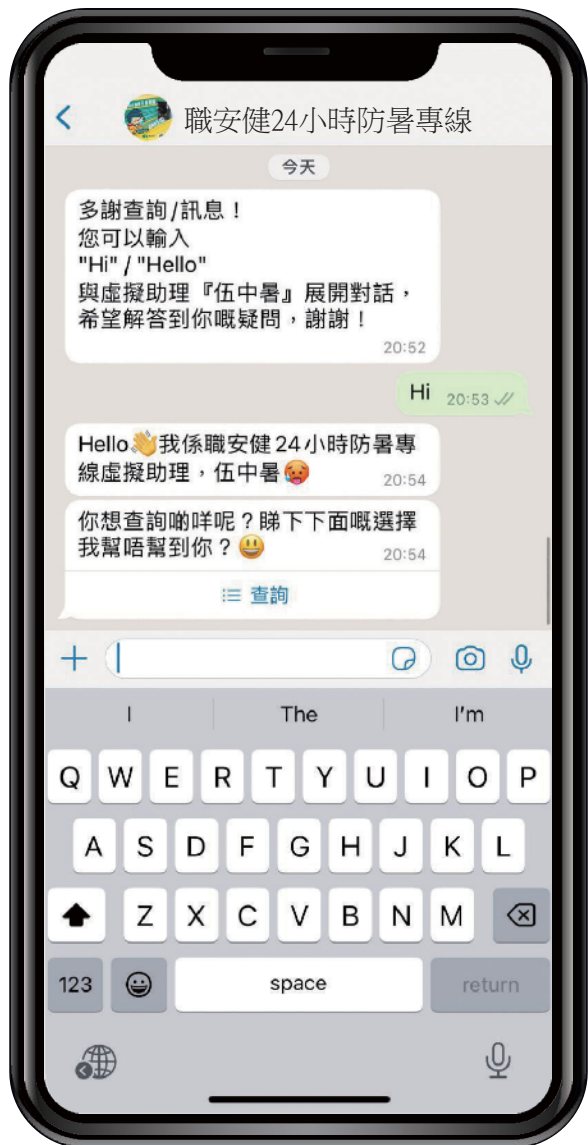 職安健24小時防暑專線
今天
多謝查詢/訊息！
您可以輸入
"Hi" / "Hello"
與虛擬助理『伍中暑』展開對話，
希望解答到你嘅疑問，謝謝！
20:52
Hi 20:53
Hello👋我係職安健24小時防暑專
線虛擬助理，伍中暑🥵
20:54
你想查詢啲咩呢？睇下下面嘅選擇
我幫唔幫到你？😃
20:54
查詢
I The I'm
Q W E R T Y U I O P
A S D F G H J K L
Z X C V B N M
123 space return